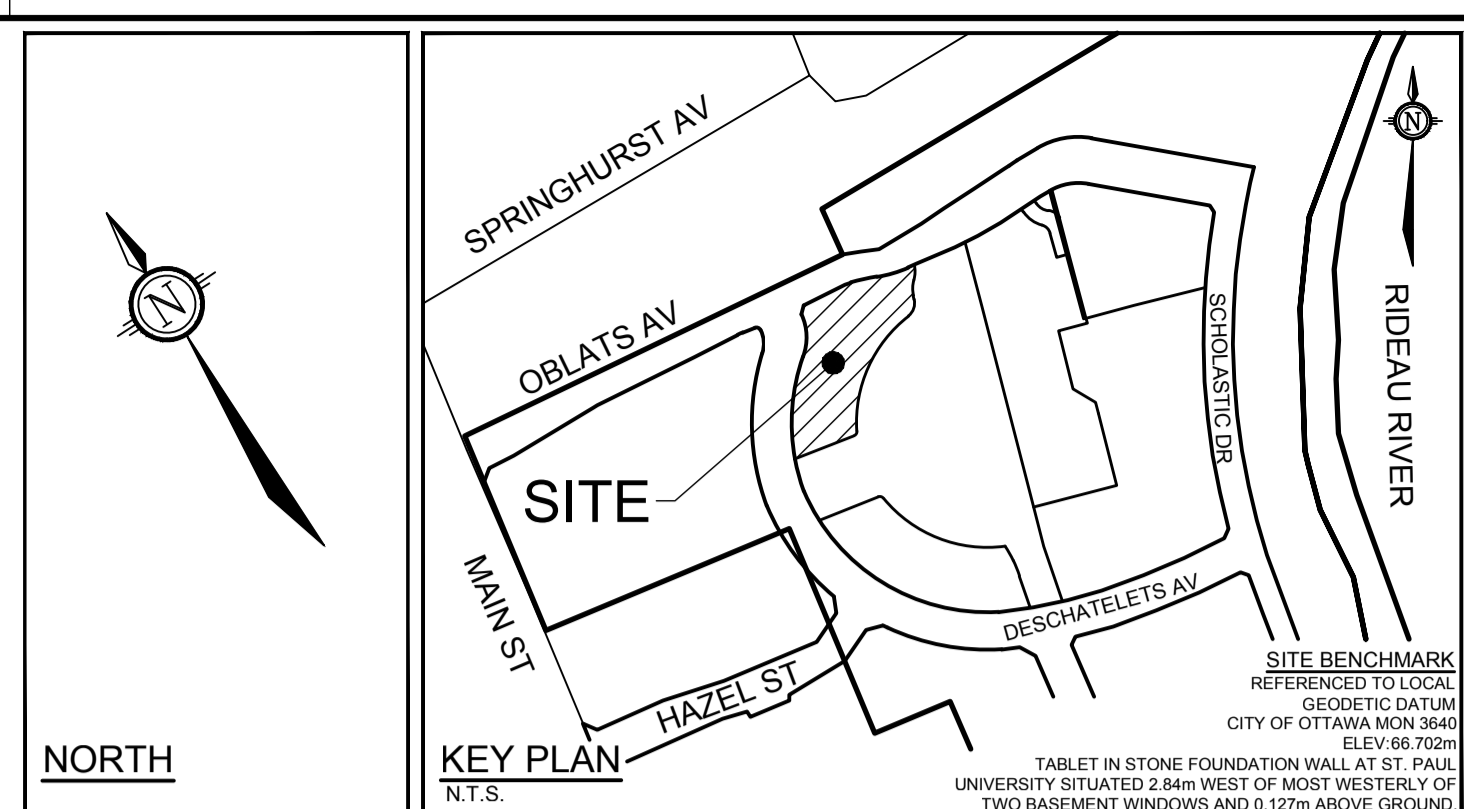 N
NORTH
SPRINGHURST AV
OBLATS AV
SITE
MAIN ST
HAZEL ST
DESCHATELETS AV
SCHOLASTIC DR
RIDEAU RIVER
N
KEY PLAN
N.T.S.
SITE BENCHMARK
REFERENCED TO LOCAL
GEODETIC DATUM
CITY OF OTTAWA MON 3640
ELEV:66.702m
TABLET IN STONE FOUNDATION WALL AT ST. PAUL
UNIVERSITY SITUATED 2.84m WEST OF MOST WESTERLY OF
TWO BASEMENT WINDOWS AND 0.127m ABOVE GROUND.